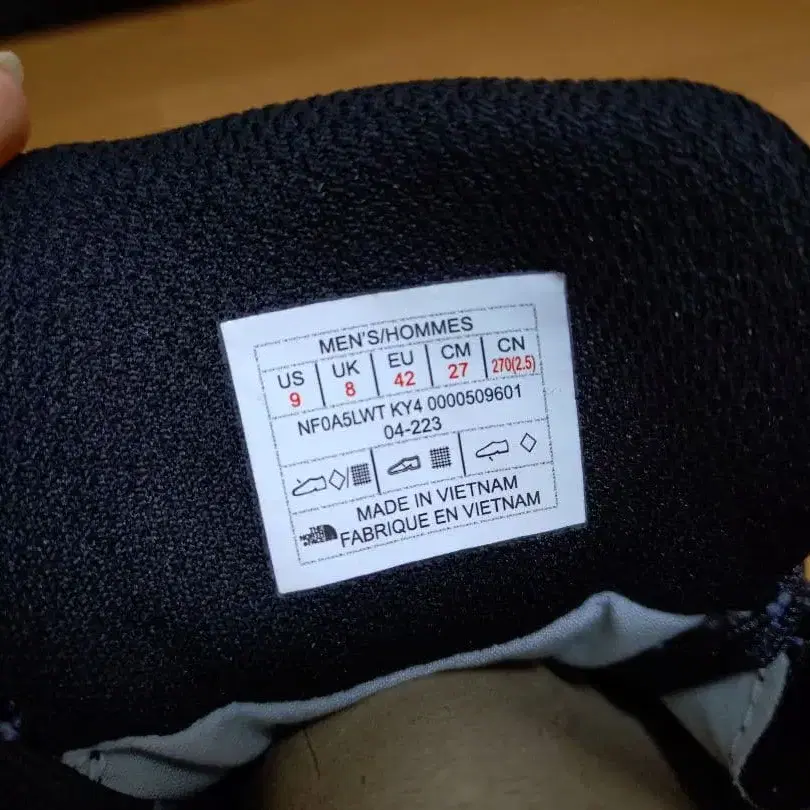 MEN'S/HOMMES
US UK EU CM CN
9 8 42 27 270(2.5)
NF0A5LWT KY4 0000509601
04-223
MADE IN VIETNAM
THE NORTH FACE FABRIQUE EN VIETNAM